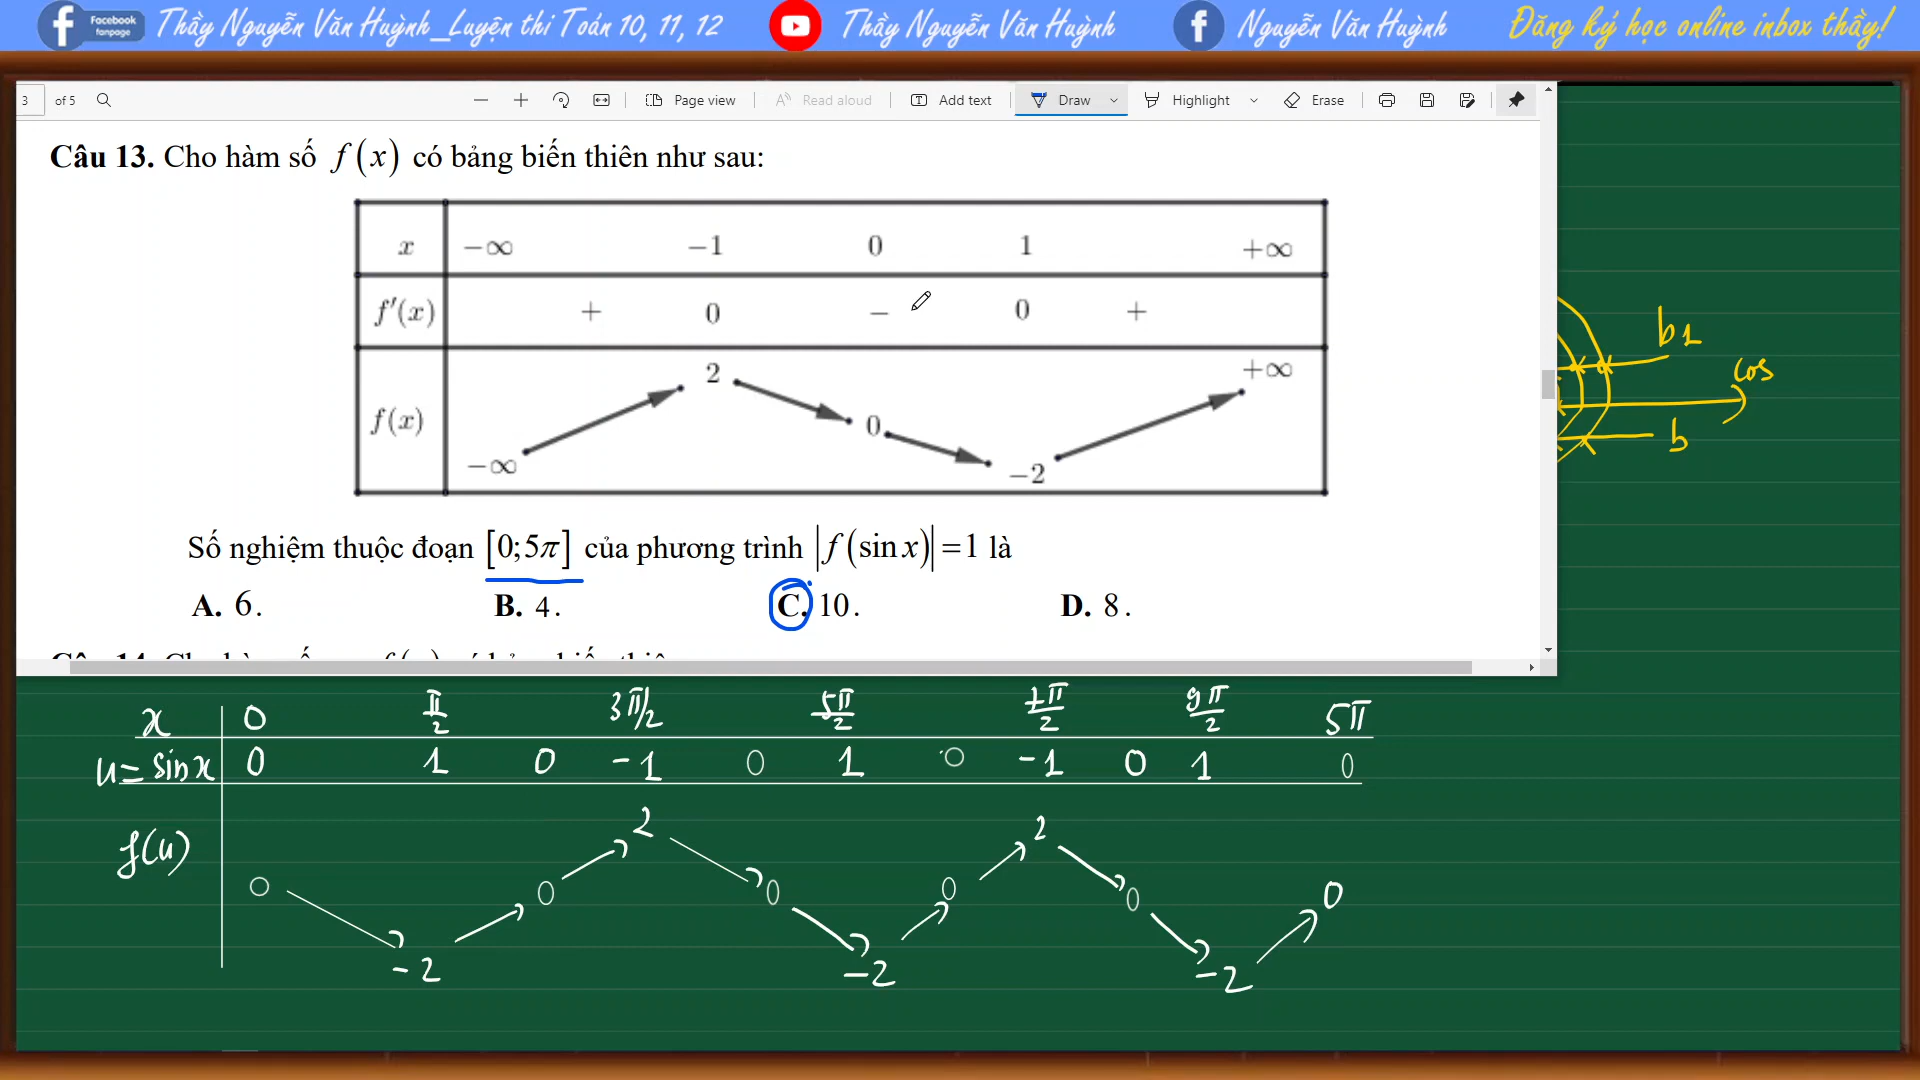 Facebook fanpage Thầy Nguyễn Văn Huỳnh_Luyện thi Toán 10, 11, 12 Thầy Nguyễn Văn Huỳnh Nguyễn Văn Huỳnh Đăng ký học online inbox thầy!
3 of 5 Page view Read aloud Add text Draw Highlight Erase
Câu 13. Cho hàm số f(x) có bảng biến thiên như sau:
x −∞ −1 0 1 +∞
f′(x) + 0 − 0 +
2 +∞
f(x) 0
−∞ −2
Số nghiệm thuộc đoạn [0;5π] của phương trình |f(sin x)| = 1 là
A. 6. B. 4. C. 10. D. 8.
b1
cos
b
x 0 π/2 3π/2 5π/2 7π/2 9π/2 5π
u = sin x 0 1 0 -1 0 1 0 -1 0 1 0
f(u) 0 -2 0 2 0 -2 0 2 0 -2 0